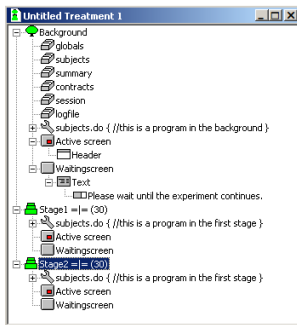 Untitled Treatment 1
Background
globals
subjects
summary
contracts
session
logfile
subjects.do { //this is a program in the background }
Active screen
Header
Waitingscreen
Text
Please wait until the experiment continues.
Stage1 =|= (30)
subjects.do { //this is a program in the first stage }
Active screen
Waitingscreen
Stage2 =|= (30)
subjects.do { //this is a program in the first stage }
Active screen
Waitingscreen